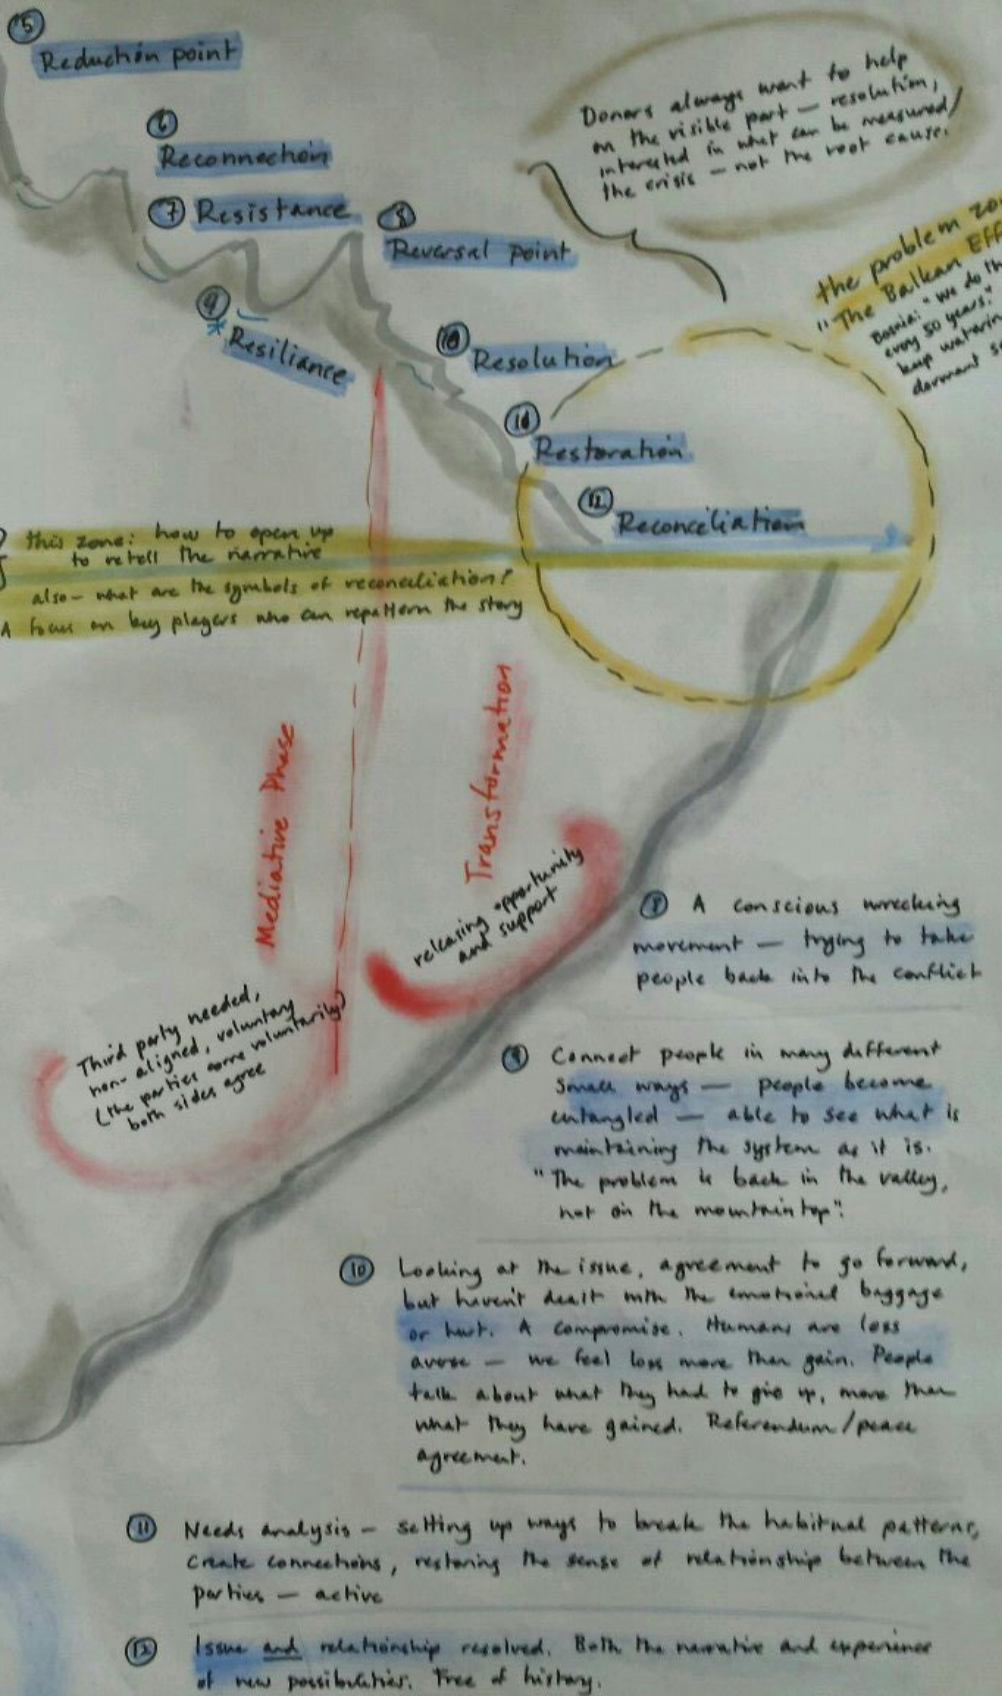 5
Reduction point
6
Reconnection
7 Resistance
8
Reversal point
9
* Resiliance
10
Resolution
11
Restoration
12
Reconciliation
Donors always want to help
on the visible part — resolution,
interested in what can be measured/
the crisis — not the root cause.
the problem
"The Balkan
Bosnia: "we do
every 50 years."
keep
dormant
this zone: how to open up
to retell the narrative
also — what are the symbols of reconciliation?
A focus on key players who can repattern the story
Mediative Phase
Transformation
releasing opportunity
and support
Third party needed,
non-aligned, voluntary
(the parties come voluntarily)
both sides agree
8 A conscious wrecking
movement — trying to take
people back into the conflict
9 Connect people in many different
small ways — people become
entangled — able to see what is
maintaining the system as it is.
"The problem is back in the valley,
not on the mountaintop".
10 Looking at the issue, agreement to go forward,
but haven't dealt with the emotional baggage
or hurt. A compromise. Humans are loss
averse — we feel loss more than gain. People
talk about what they had to give up, more than
what they have gained. Referendum/peace
agreement.
11 Needs analysis — setting up ways to break the habitual patterns,
create connections, restoring the sense of relationship between the
parties — active
12 Issue and relationship resolved. Both the narrative and experience
of new possibilities. Free of history.